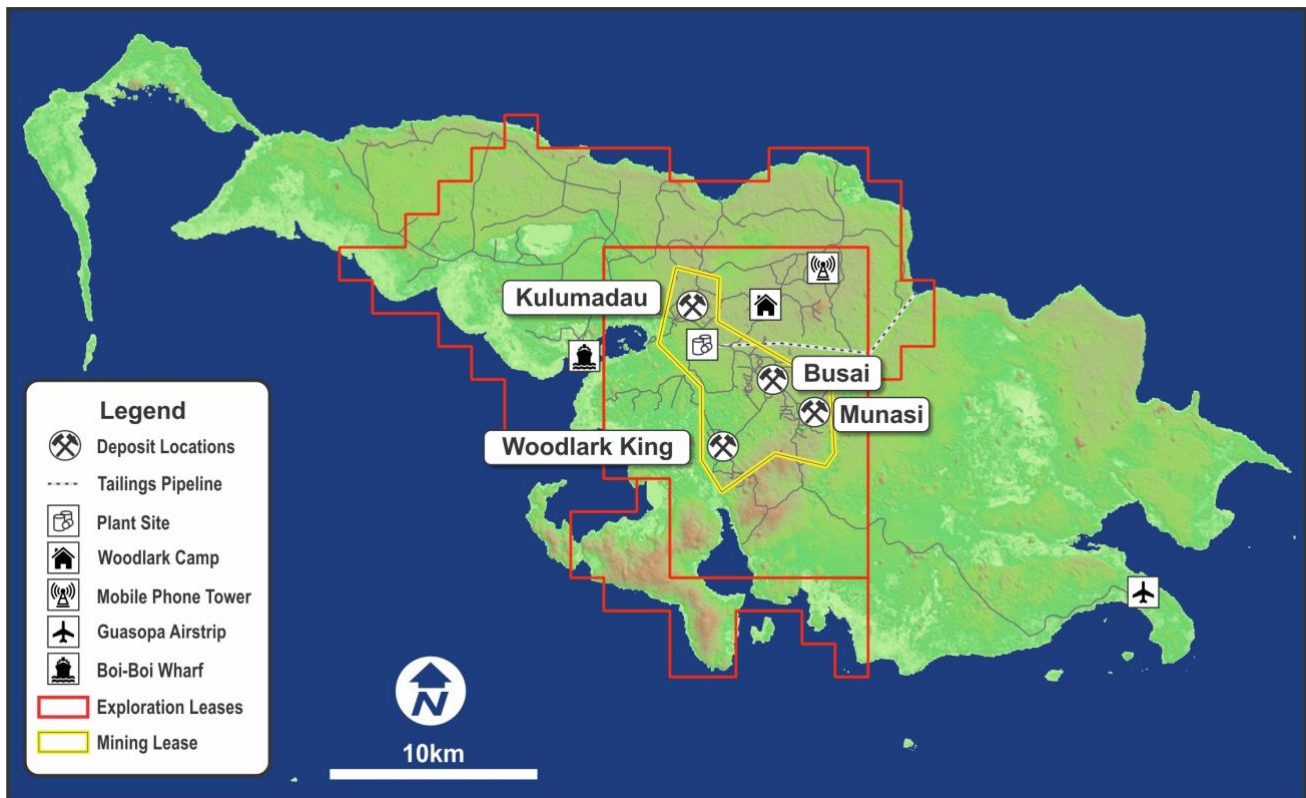 Kulumadau
Busai
Munasi
Woodlark King
Legend
Deposit Locations
Tailings Pipeline
Plant Site
Woodlark Camp
Mobile Phone Tower
Guasopa Airstrip
Boi-Boi Wharf
Exploration Leases
Mining Lease
N
10km